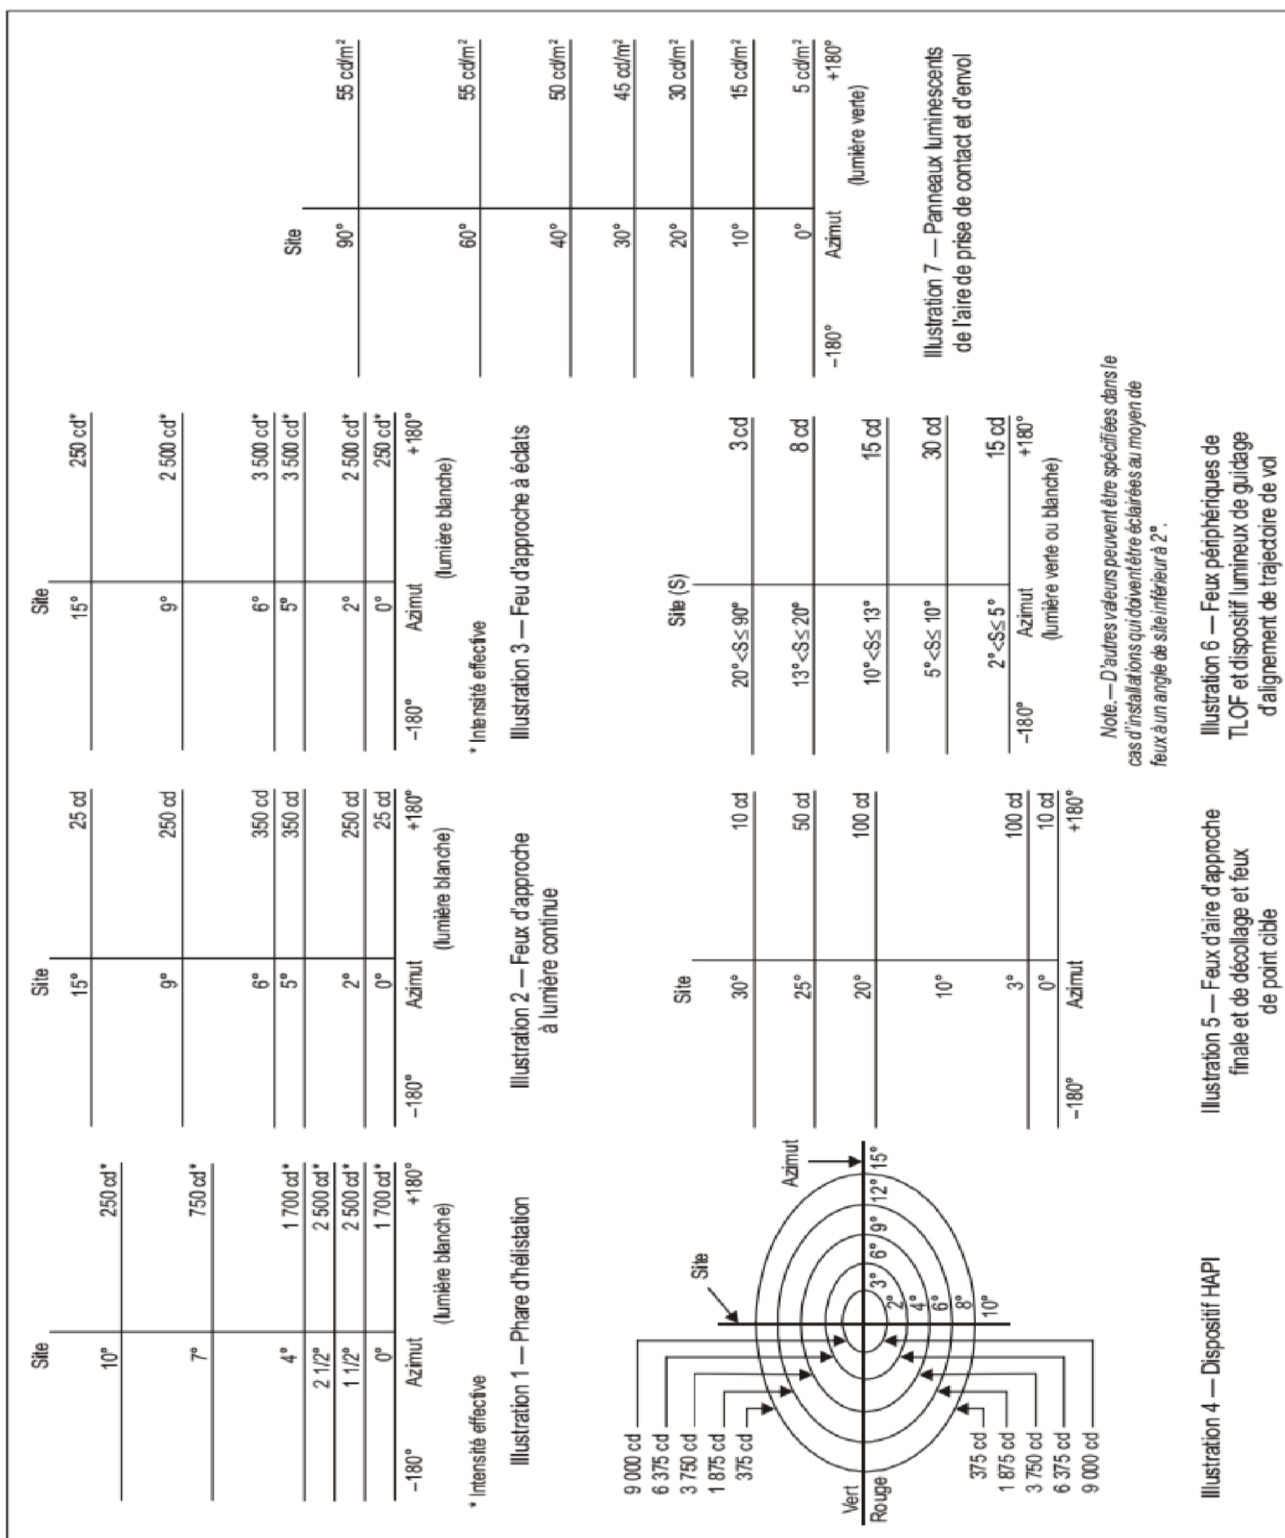 Site
10° 250 cd*
7° 750 cd*
4° 1 700 cd*
2 1/2° 2 500 cd*
1 1/2° 2 500 cd*
0° 1 700 cd*
–180° Azimut +180°
(lumière blanche)
* Intensité effective
Illustration 1 — Phare d'hélistation
Site
15° 25 cd
9° 250 cd
6° 350 cd
5° 350 cd
2° 250 cd
0° 25 cd
–180° Azimut +180°
(lumière blanche)
Illustration 2 — Feux d'approche
à lumière continue
Site
15° 250 cd*
9° 2 500 cd*
6° 3 500 cd*
5° 3 500 cd*
2° 2 500 cd*
0° 250 cd*
–180° Azimut +180°
(lumière blanche)
* Intensité effective
Illustration 3 — Feu d'approche à éclats
9 000 cd
6 375 cd
3 750 cd
1 875 cd
375 cd
Site
Azimut
Vert
Rouge
3° 6° 9° 12° 15°
2°
4°
6°
8°
10°
375 cd
1 875 cd
3 750 cd
6 375 cd
9 000 cd
Illustration 4 — Dispositif HAPI
Site
30° 10 cd
25° 50 cd
20° 100 cd
10°
3° 100 cd
0° 10 cd
–180° Azimut +180°
Illustration 5 — Feux d'aire d'approche
finale et de décollage et feux
de point cible
Site (S)
20°<S≤ 90° 3 cd
13°<S≤ 20° 8 cd
10°<S≤ 13° 15 cd
5°<S≤ 10° 30 cd
2°<S≤ 5° 15 cd
–180° Azimut +180°
(lumière verte ou blanche)
Note.— D'autres valeurs peuvent être spécifiées dans le
cas d'installations qui doivent être éclairées au moyen de
feux à un angle de site inférieur à 2°.
Illustration 6 — Feux périphériques de
TLOF et dispositif lumineux de guidage
d'alignement de trajectoire de vol
Site
90° 55 cd/m²
60° 55 cd/m²
40° 50 cd/m²
30° 45 cd/m²
20° 30 cd/m²
10° 15 cd/m²
0° 5 cd/m²
–180° Azimut +180°
(lumière verte)
Illustration 7 — Panneaux luminescents
de l'aire de prise de contact et d'envol